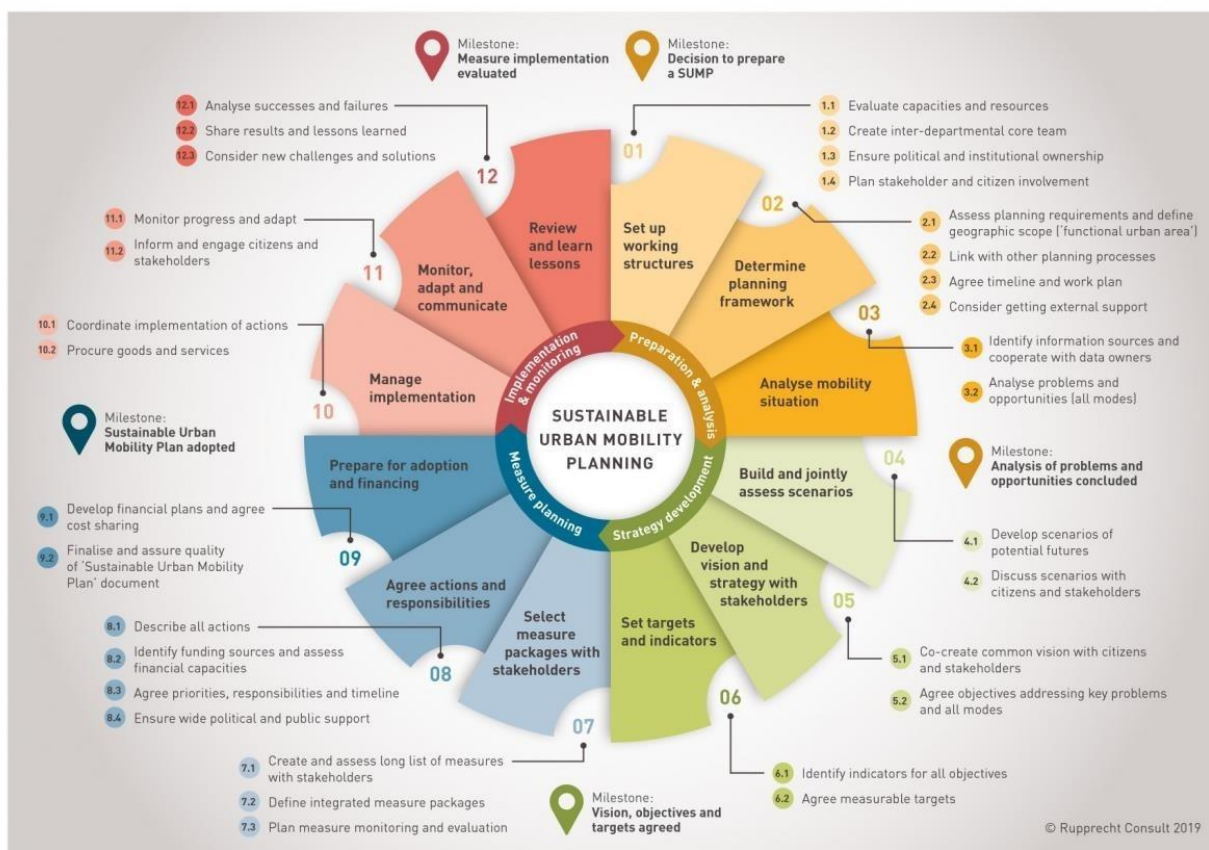 Milestone:
Measure implementation
evaluated
Milestone:
Decision to prepare
a SUMP
12.1 Analyse successes and failures
12.2 Share results and lessons learned
12.3 Consider new challenges and solutions
1.1 Evaluate capacities and resources
1.2 Create inter-departmental core team
1.3 Ensure political and institutional ownership
1.4 Plan stakeholder and citizen involvement
11.1 Monitor progress and adapt
11.2 Inform and engage citizens and
stakeholders
2.1 Assess planning requirements and define
geographic scope (‘functional urban area’)
2.2 Link with other planning processes
2.3 Agree timeline and work plan
2.4 Consider getting external support
10.1 Coordinate implementation of actions
10.2 Procure goods and services
3.1 Identify information sources and
cooperate with data owners
3.2 Analyse problems and
opportunities (all modes)
01
Set up
working
structures
02
Determine
planning
framework
03
Analyse mobility
situation
04
Build and jointly
assess scenarios
05
Develop
vision and
strategy with
stakeholders
06
Set targets
and indicators
07
Select
measure
packages with
stakeholders
08
Agree actions and
responsibilities
09
Prepare for adoption
and financing
10
Manage
implementation
11
Monitor,
adapt and
communicate
12
Review
and learn
lessons
Preparation & analysis
Strategy development
Measure planning
Implementation
& monitoring
SUSTAINABLE
URBAN MOBILITY
PLANNING
Milestone:
Sustainable Urban
Mobility Plan adopted
Milestone:
Analysis of problems and
opportunities concluded
9.1 Develop financial plans and agree
cost sharing
9.2 Finalise and assure quality
of ‘Sustainable Urban Mobility
Plan’ document
4.1 Develop scenarios of
potential futures
4.2 Discuss scenarios with
citizens and stakeholders
8.1 Describe all actions
8.2 Identify funding sources and assess
financial capacities
8.3 Agree priorities, responsibilities and timeline
8.4 Ensure wide political and public support
5.1 Co-create common vision with citizens
and stakeholders
5.2 Agree objectives addressing key problems
and all modes
7.1 Create and assess long list of measures
with stakeholders
7.2 Define integrated measure packages
7.3 Plan measure monitoring and evaluation
Milestone:
Vision, objectives and
targets agreed
6.1 Identify indicators for all objectives
6.2 Agree measurable targets
© Rupprecht Consult 2019